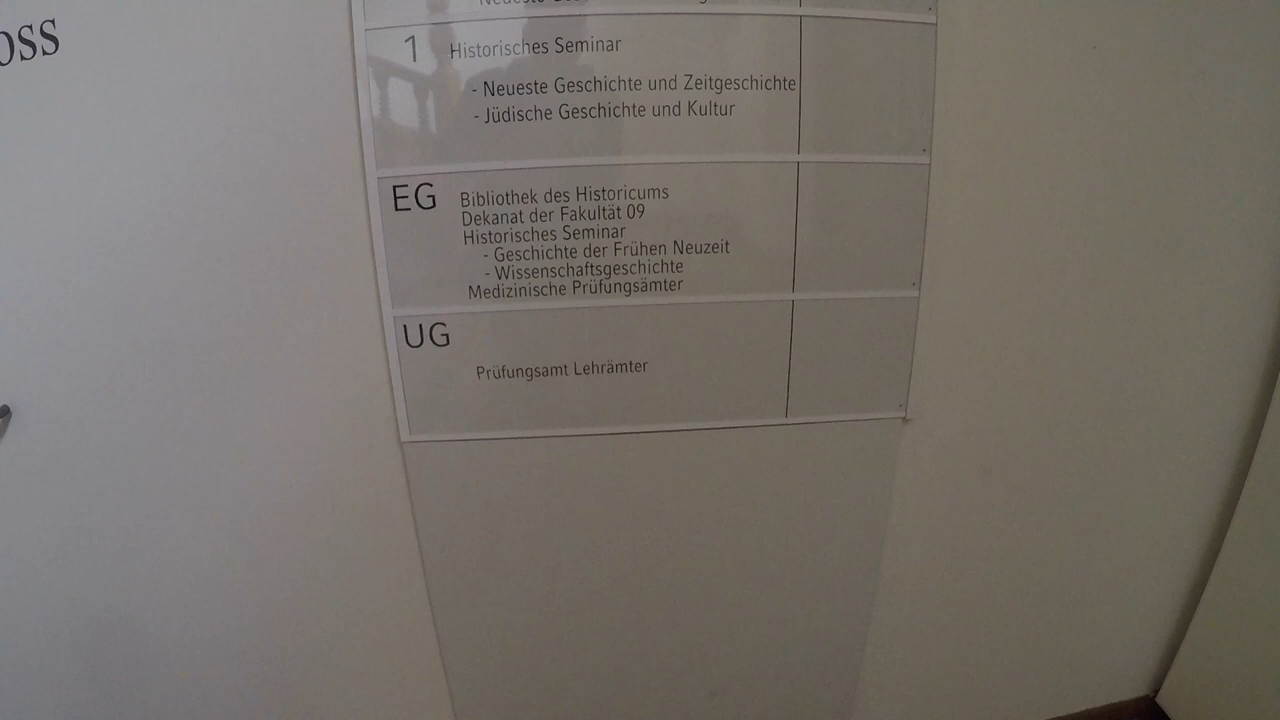 oss
Neueste
1 Historisches Seminar
- Neueste Geschichte und Zeitgeschichte
- Jüdische Geschichte und Kultur
EG Bibliothek des Historicums
Dekanat der Fakultät 09
Historisches Seminar
- Geschichte der Frühen Neuzeit
- Wissenschaftsgeschichte
Medizinische Prüfungsämter
UG
Prüfungsamt Lehrämter